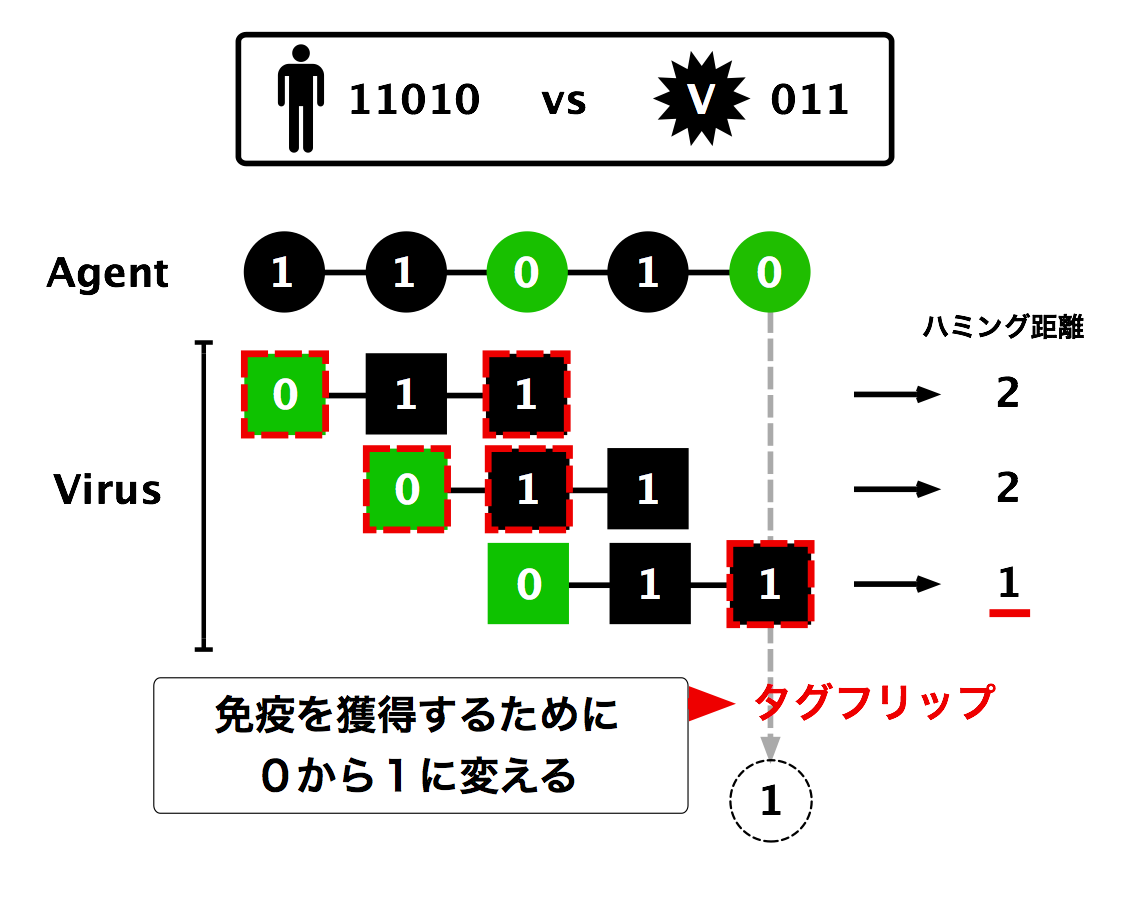 11010 vs V 011
Agent 1 1 0 1 0
ハミング距離
0 1 1 2
Virus 0 1 1 2
0 1 1 1
免疫を獲得するために
０から１に変える
タグフリップ
1